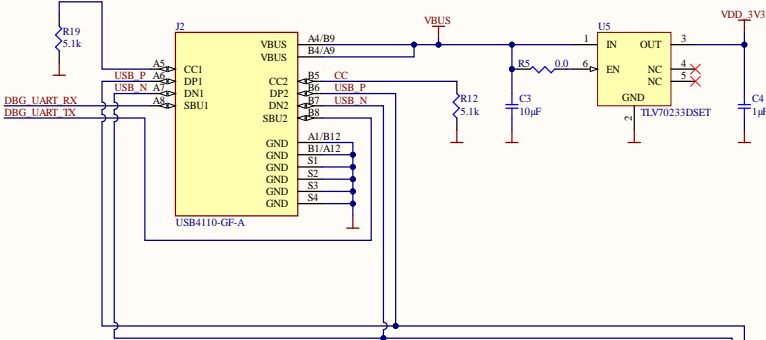 R19
5.1k
J2
VBUS
VBUS
A4/B9
B4/A9
VBUS
U5
VDD_3V3
1 IN OUT 3
R5 0.0 6 EN NC 4
NC 5
GND
2
TLV70233DSET
C3
10µF
C4
1µF
A5 CC1 CC2 B5 CC
USB_P A6 DP1 DP2 B6 USB_P
USB_N A7 DN1 DN2 B7 USB_N
DBG_UART_RX A8 SBU1 SBU2 B8
DBG_UART_TX
R12
5.1k
GND A1/B12
GND B1/A12
GND S1
GND S2
GND S3
GND S4
USB4110-GF-A